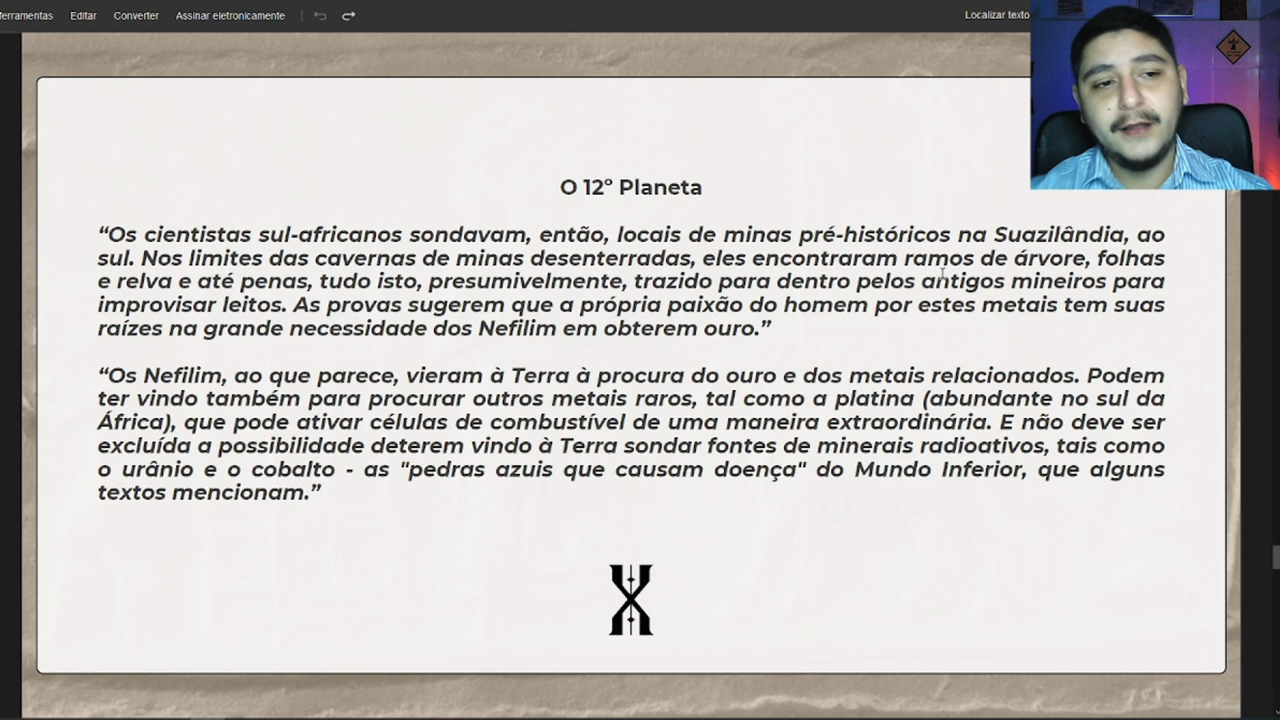 ferramentas Editar Converter Assinar eletronicamente Localizar texto
O 12º Planeta
“Os cientistas sul-africanos sondavam, então, locais de minas pré-históricos na Suazilândia, ao
sul. Nos limites das cavernas de minas desenterradas, eles encontraram ramos de árvore, folhas
e relva e até penas, tudo isto, presumivelmente, trazido para dentro pelos antigos mineiros para
improvisar leitos. As provas sugerem que a própria paixão do homem por estes metais tem suas
raízes na grande necessidade dos Nefilim em obterem ouro.”
“Os Nefilim, ao que parece, vieram à Terra à procura do ouro e dos metais relacionados. Podem
ter vindo também para procurar outros metais raros, tal como a platina (abundante no sul da
África), que pode ativar células de combustível de uma maneira extraordinária. E não deve ser
excluída a possibilidade deterem vindo à Terra sondar fontes de minerais radioativos, tais como
o urânio e o cobalto - as "pedras azuis que causam doença" do Mundo Inferior, que alguns
textos mencionam.”